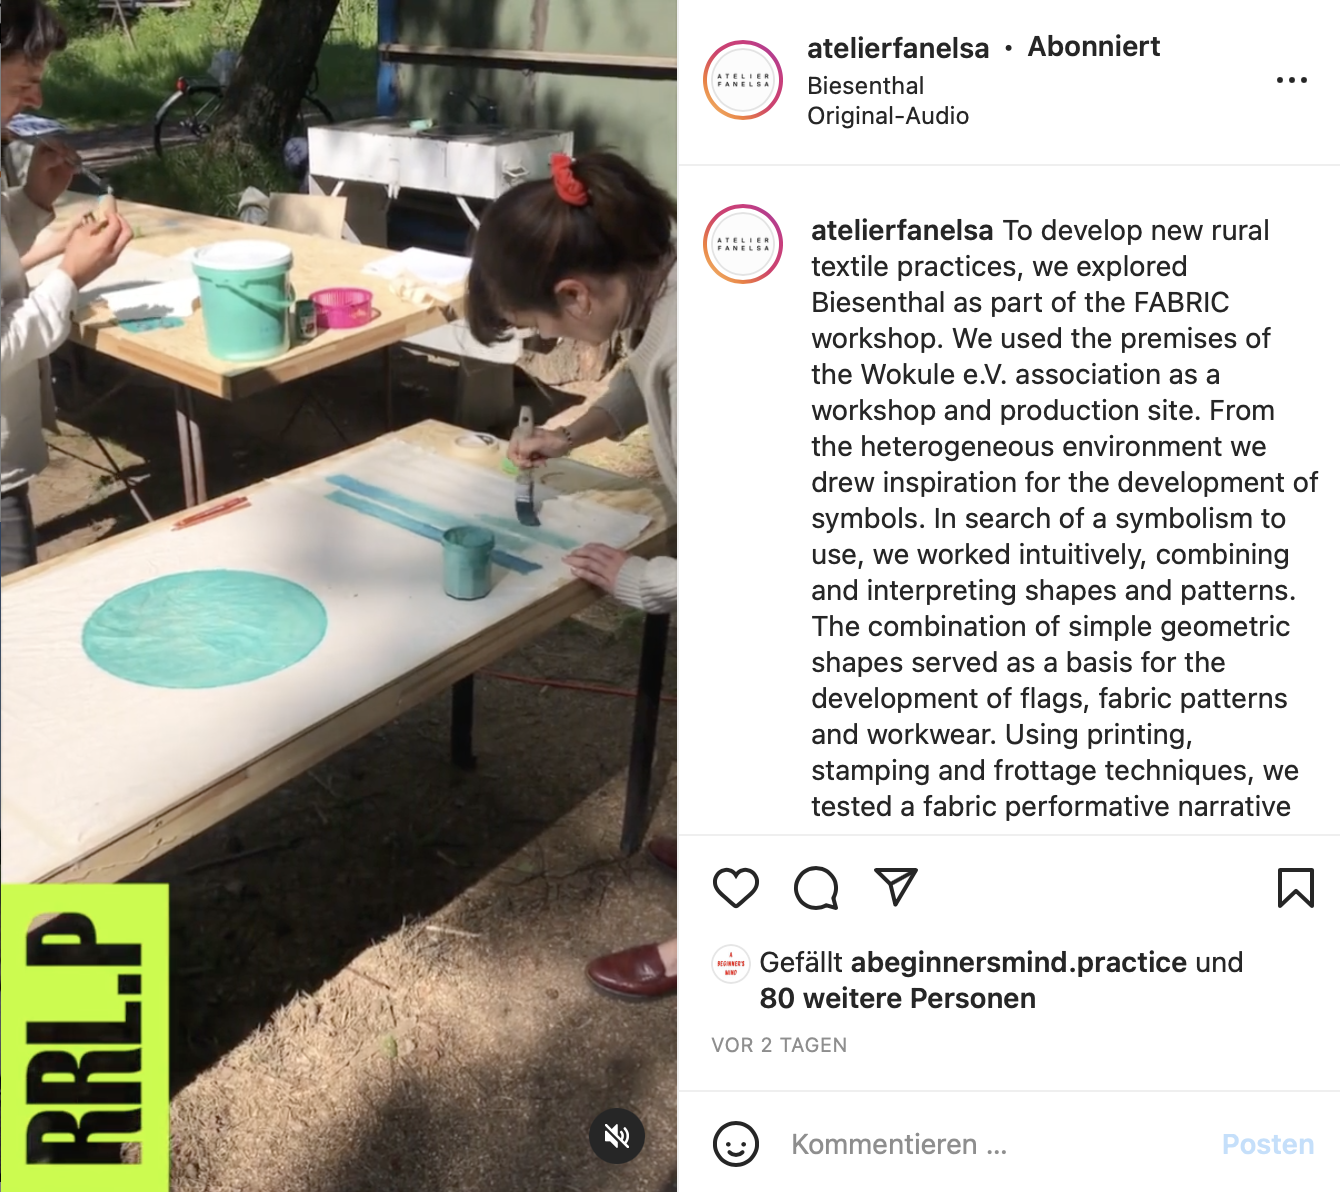 atelierfanelsa • Abonniert
Biesenthal
Original-Audio
ATELIER
FANELSA
ATELIER
FANELSA
atelierfanelsa To develop new rural
textile practices, we explored
Biesenthal as part of the FABRIC
workshop. We used the premises of
the Wokule e.V. association as a
workshop and production site. From
the heterogeneous environment we
drew inspiration for the development of
symbols. In search of a symbolism to
use, we worked intuitively, combining
and interpreting shapes and patterns.
The combination of simple geometric
shapes served as a basis for the
development of flags, fabric patterns
and workwear. Using printing,
stamping and frottage techniques, we
tested a fabric performative narrative
A
BEGINNER'S
MIND
Gefällt abeginnersmind.practice und
80 weitere Personen
VOR 2 TAGEN
Kommentieren ...
Posten
RRL.P